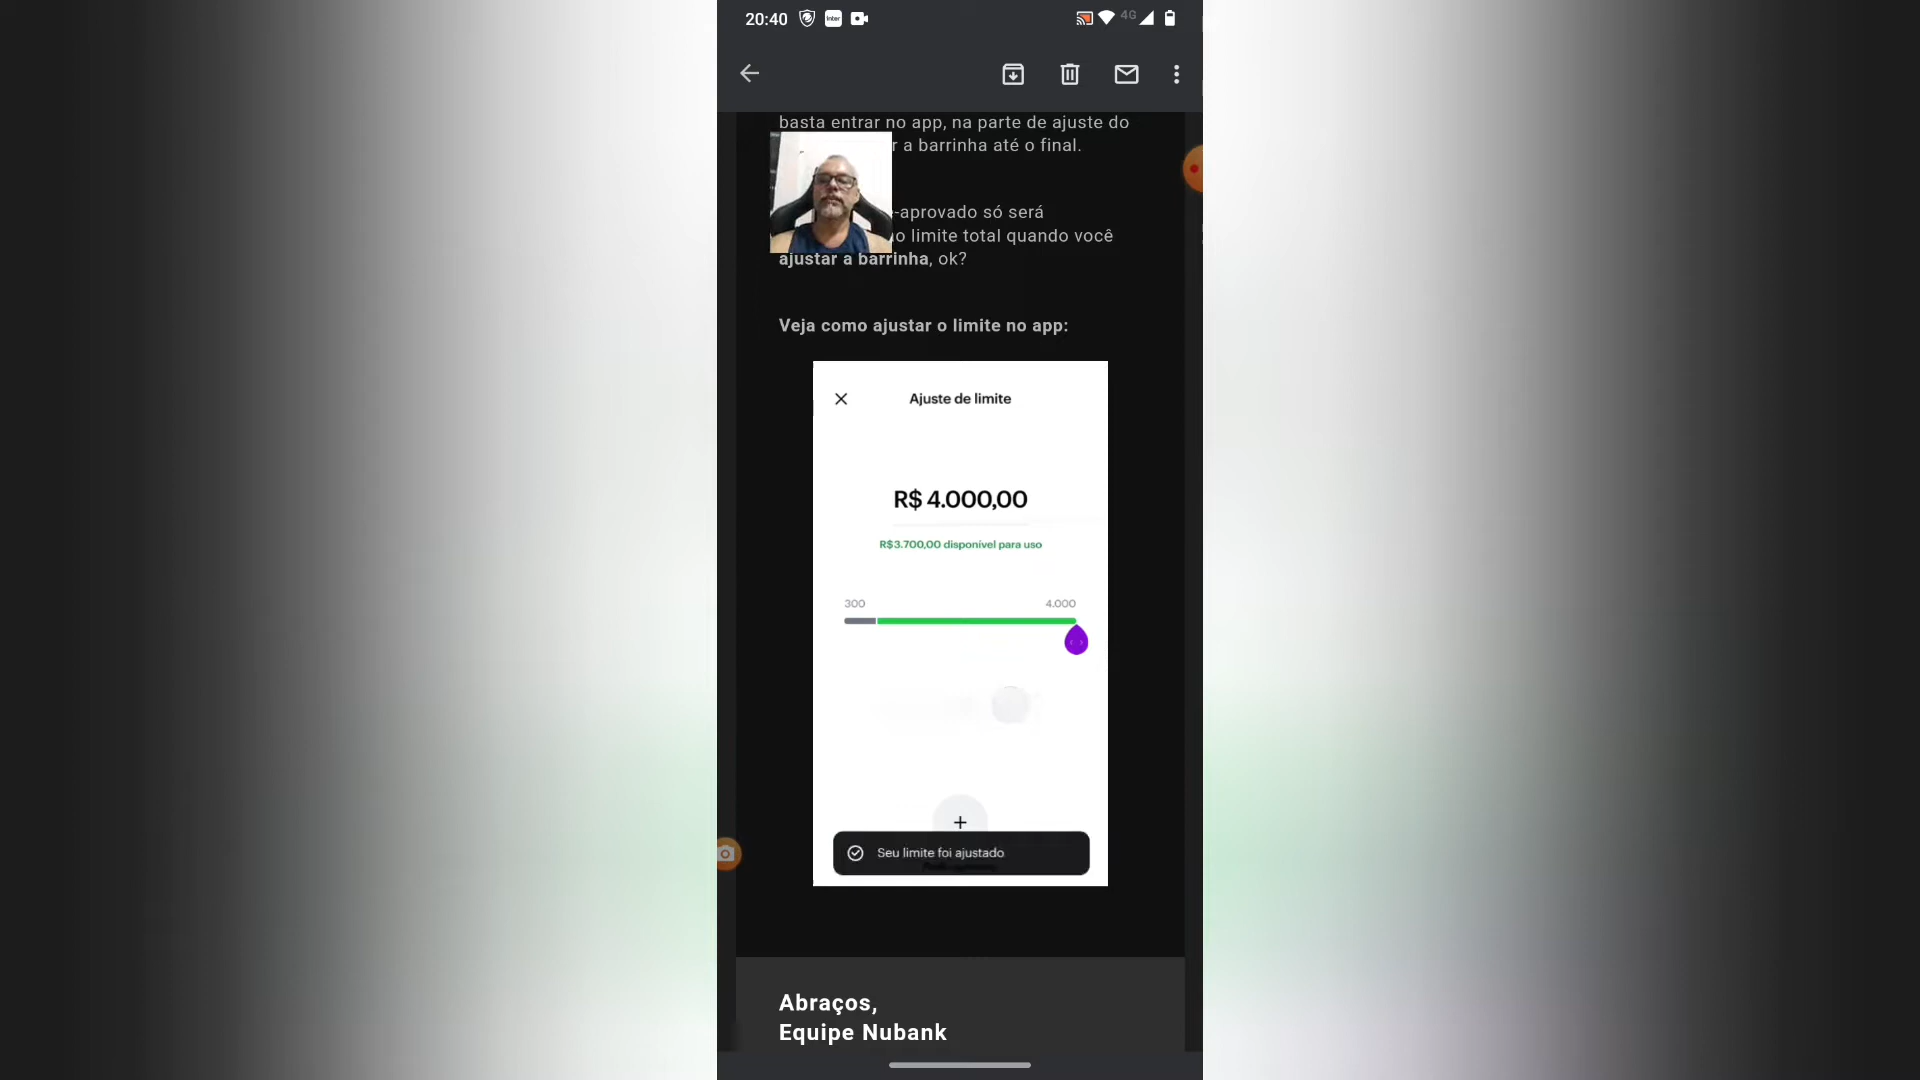 20:40
inter
4G
basta entrar no app, na parte de ajuste do
r a barrinha até o final.
-aprovado só será
o limite total quando você
ajustar a barrinha, ok?
Veja como ajustar o limite no app:
Ajuste de limite
R$ 4.000,00
R$3.700,00 disponível para uso
300
4.000
+
Seu limite foi ajustado
Abraços,
Equipe Nubank